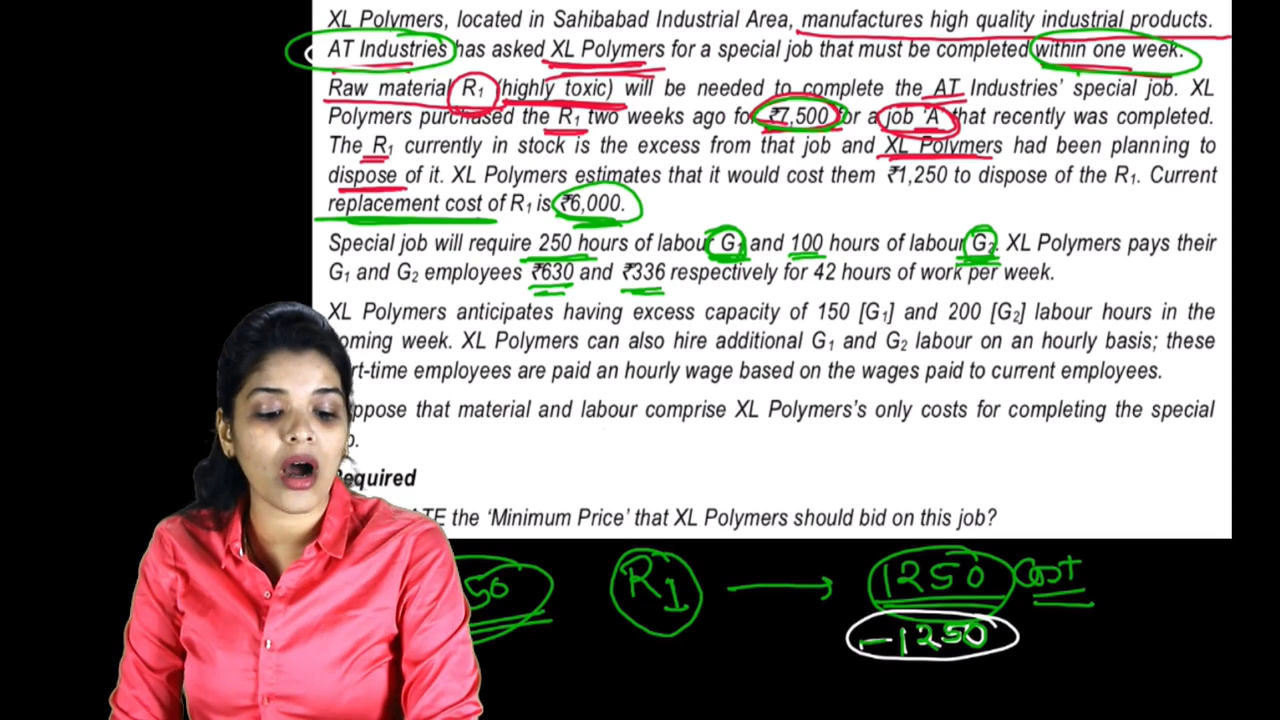 XL Polymers, located in Sahibabad Industrial Area, manufactures high quality industrial products.
AT Industries has asked XL Polymers for a special job that must be completed within one week.
Raw material R1 (highly toxic) will be needed to complete the AT Industries’ special job. XL
Polymers purchased the R1 two weeks ago for ₹7,500 for a job ‘A’ that recently was completed.
The R1 currently in stock is the excess from that job and XL Polymers had been planning to
dispose of it. XL Polymers estimates that it would cost them ₹1,250 to dispose of the R1. Current
replacement cost of R1 is ₹6,000.
Special job will require 250 hours of labour G1 and 100 hours of labour G2. XL Polymers pays their
G1 and G2 employees ₹630 and ₹336 respectively for 42 hours of work per week.
XL Polymers anticipates having excess capacity of 150 [G1] and 200 [G2] labour hours in the
oming week. XL Polymers can also hire additional G1 and G2 labour on an hourly basis; these
rt-time employees are paid an hourly wage based on the wages paid to current employees.
ppose that material and labour comprise XL Polymers’s only costs for completing the special
b.
equired
TE the ‘Minimum Price’ that XL Polymers should bid on this job?
50 R1 → 1250 Cost
-1250